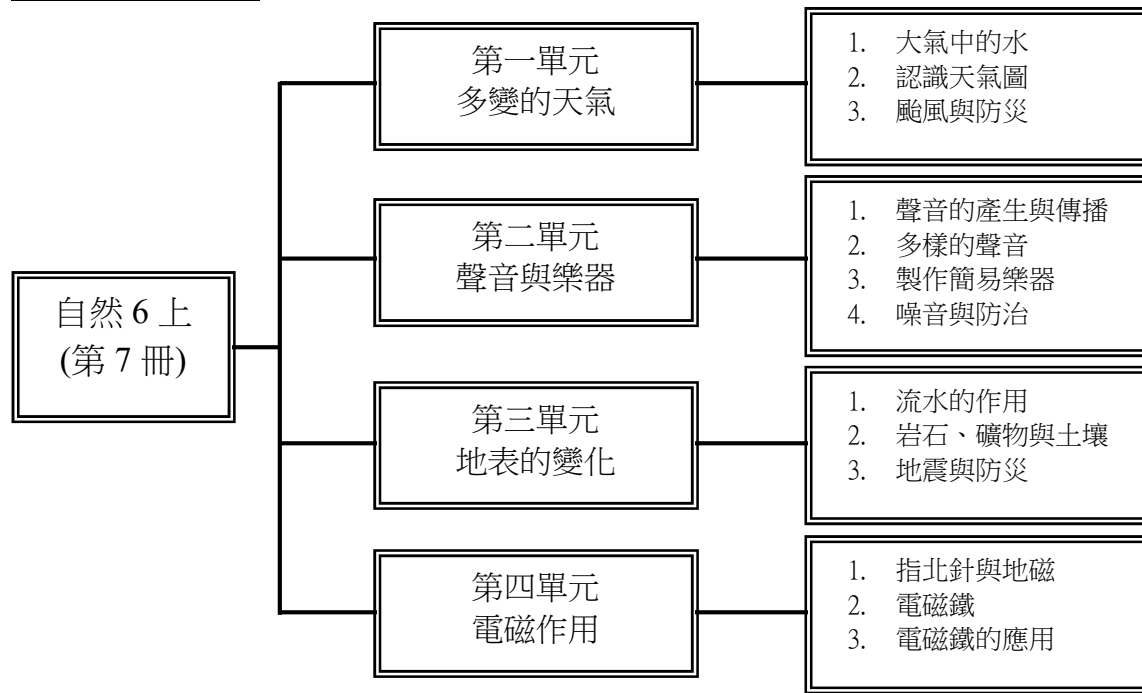 自然 6 上
(第 7 冊)
第一單元
多變的天氣
1. 大氣中的水
2. 認識天氣圖
3. 颱風與防災
第二單元
聲音與樂器
1. 聲音的產生與傳播
2. 多樣的聲音
3. 製作簡易樂器
4. 噪音與防治
第三單元
地表的變化
1. 流水的作用
2. 岩石、礦物與土壤
3. 地震與防災
第四單元
電磁作用
1. 指北針與地磁
2. 電磁鐵
3. 電磁鐵的應用